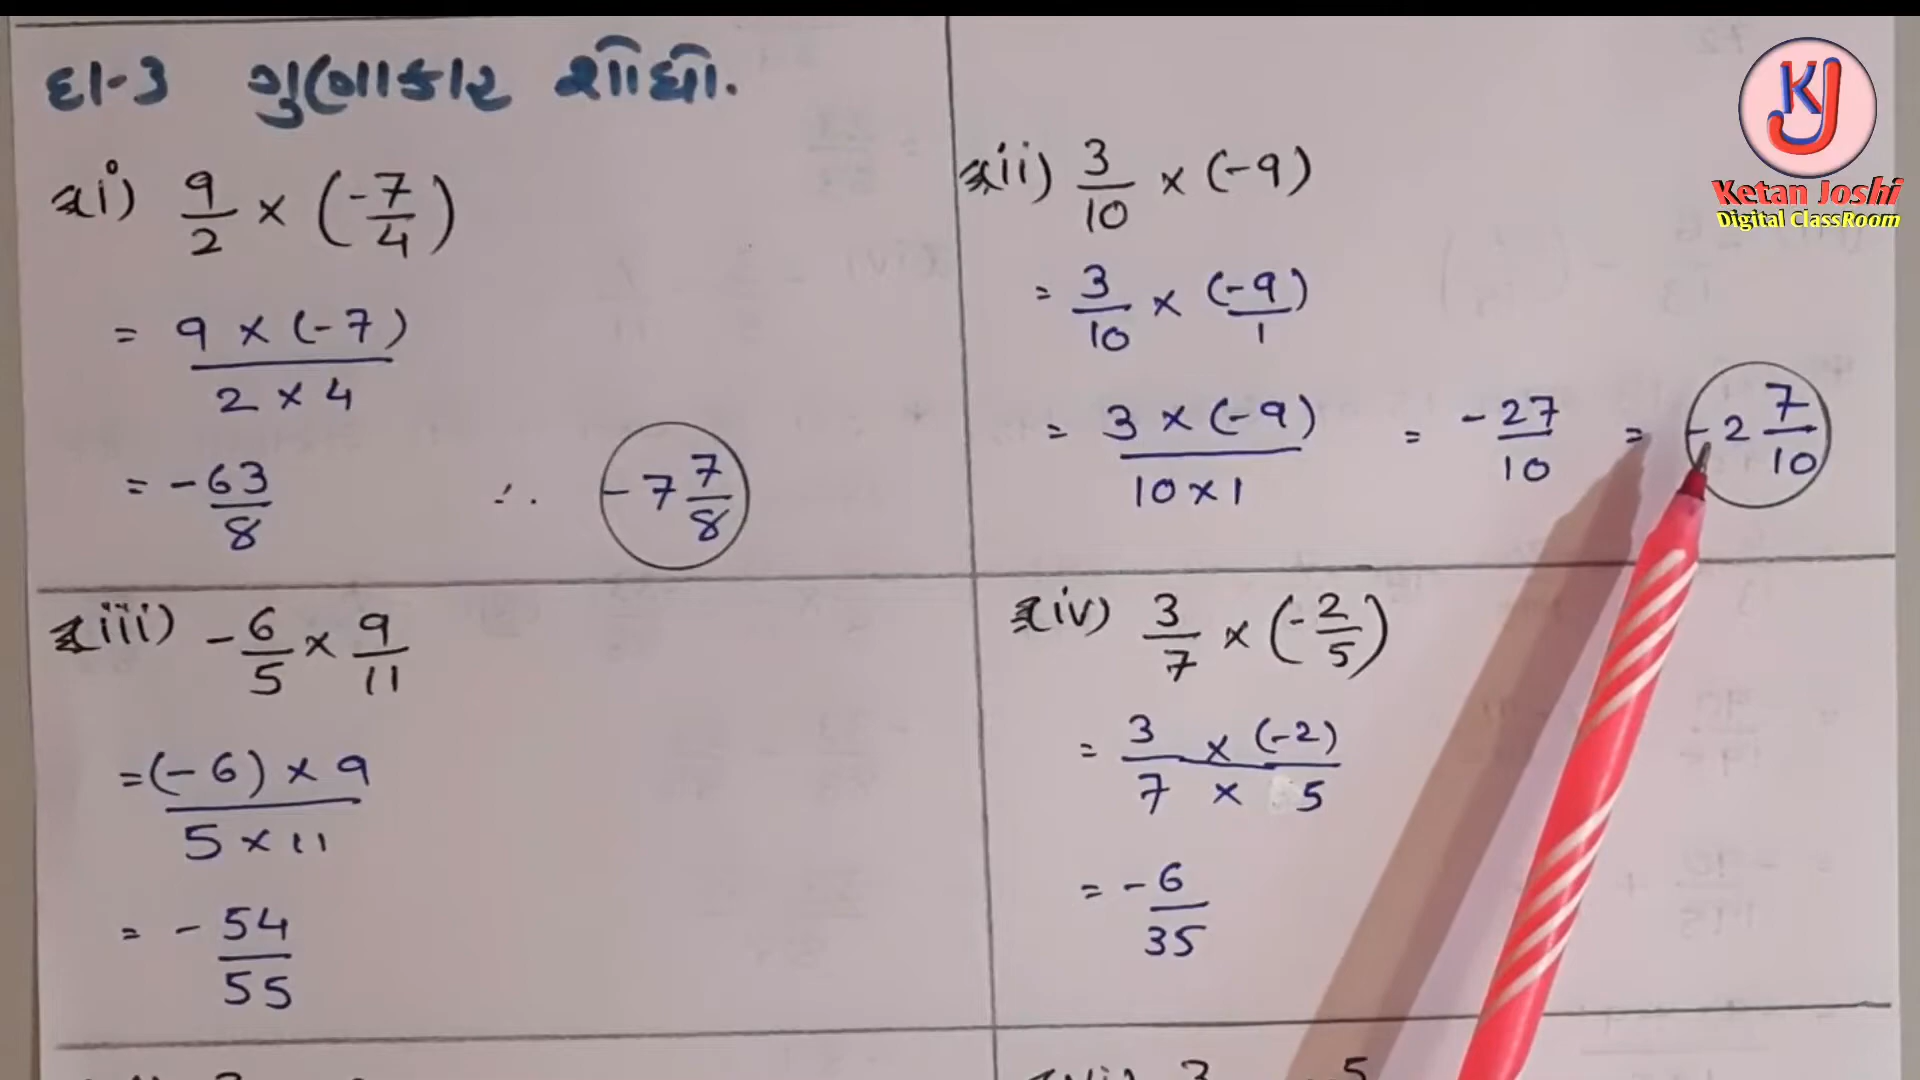 દા-3 ગુણાકાર શોધો.
i) 9/2 × (-7/4)
= 9 × (-7) / 2 × 4
= -63/8 ∴ -7 7/8
ii) 3/10 × (-9)
= 3/10 × (-9)/1
= 3 × (-9) / 10 × 1 = -27/10 = -2 7/10
iii) -6/5 × 9/11
= (-6) × 9 / 5 × 11
= -54/55
iv) 3/7 × (-2/5)
= 3 × (-2) / 7 × 5
= -6/35
KJ
Ketan Joshi
Digital ClassRoom